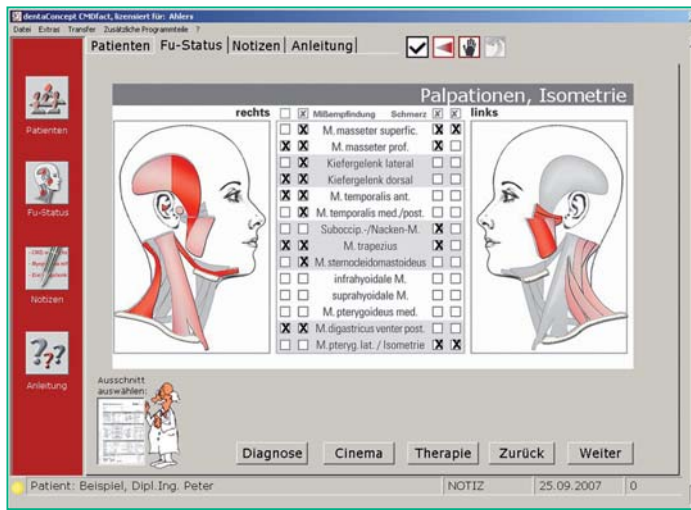 dentaConcept CMDfact, lizensiert für: Ahlers
Datei Extras Transfer Zusätzliche Programmteile ?
Patienten Fu-Status Notizen Anleitung
Palpationen, Isometrie
rechts Mißempfindung Schmerz links
M. masseter superfic.
M. masseter prof.
Kiefergelenk lateral
Kiefergelenk dorsal
M. temporalis ant.
M. temporalis med./post.
Suboccip.-/Nacken-M.
M. trapezius
M. sternocleidomastoideus
infrahyoidale M.
suprahyoidale M.
M. pterygoideus med.
M. digastricus venter post.
M. pteryg. lat. / Isometrie
Patienten
Fu-Status
Notizen
???
Anleitung
Ausschnitt
auswählen:
Diagnose Cinema Therapie Zurück Weiter
Patient: Beispiel, Dipl.Ing. Peter NOTIZ 25.09.2007 0